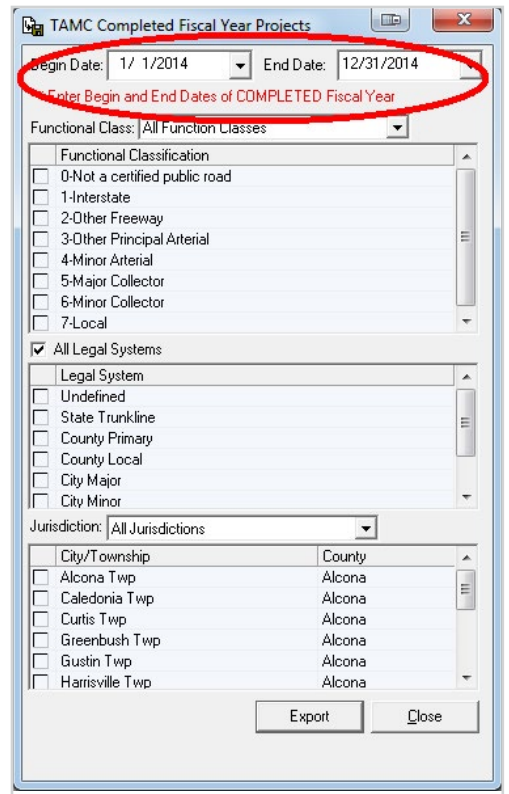 TAMC Completed Fiscal Year Projects
Begin Date: 1/ 1/2014 End Date: 12/31/2014
Enter Begin and End Dates of COMPLETED Fiscal Year
Functional Class: All Function Classes
Functional Classification
0-Not a certified public road
1-Interstate
2-Other Freeway
3-Other Principal Arterial
4-Minor Arterial
5-Major Collector
6-Minor Collector
7-Local
All Legal Systems
Legal System
Undefined
State Trunkline
County Primary
County Local
City Major
City Minor
Jurisdiction: All Jurisdictions
City/Township County
Alcona Twp Alcona
Caledonia Twp Alcona
Curtis Twp Alcona
Greenbush Twp Alcona
Gustin Twp Alcona
Harrisville Twp Alcona
Export Close